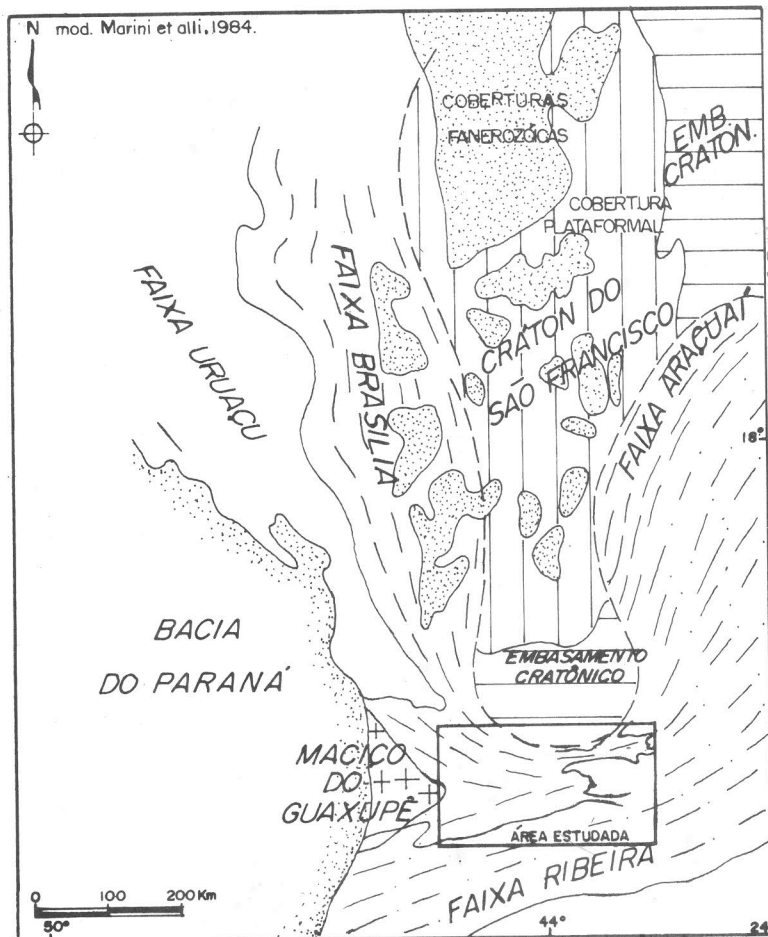 N mod. Marini et alli, 1984.
COBERTURAS
FANEROZÓICAS
EMB.
CRATON.
COBERTURA
PLATAFORMAL
FAIXA URUAÇU
FAIXA BRASÍLIA
CRÁTON DO
SÃO FRANCISCO
FAIXA ARAÇUAÍ
18°
BACIA
DO PARANÁ
EMBASAMENTO
CRATÔNICO
MACIÇO
DO
GUAXUPÊ
ÁREA ESTUDADA
FAIXA RIBEIRA
0 100 200 Km
50° 44° 24